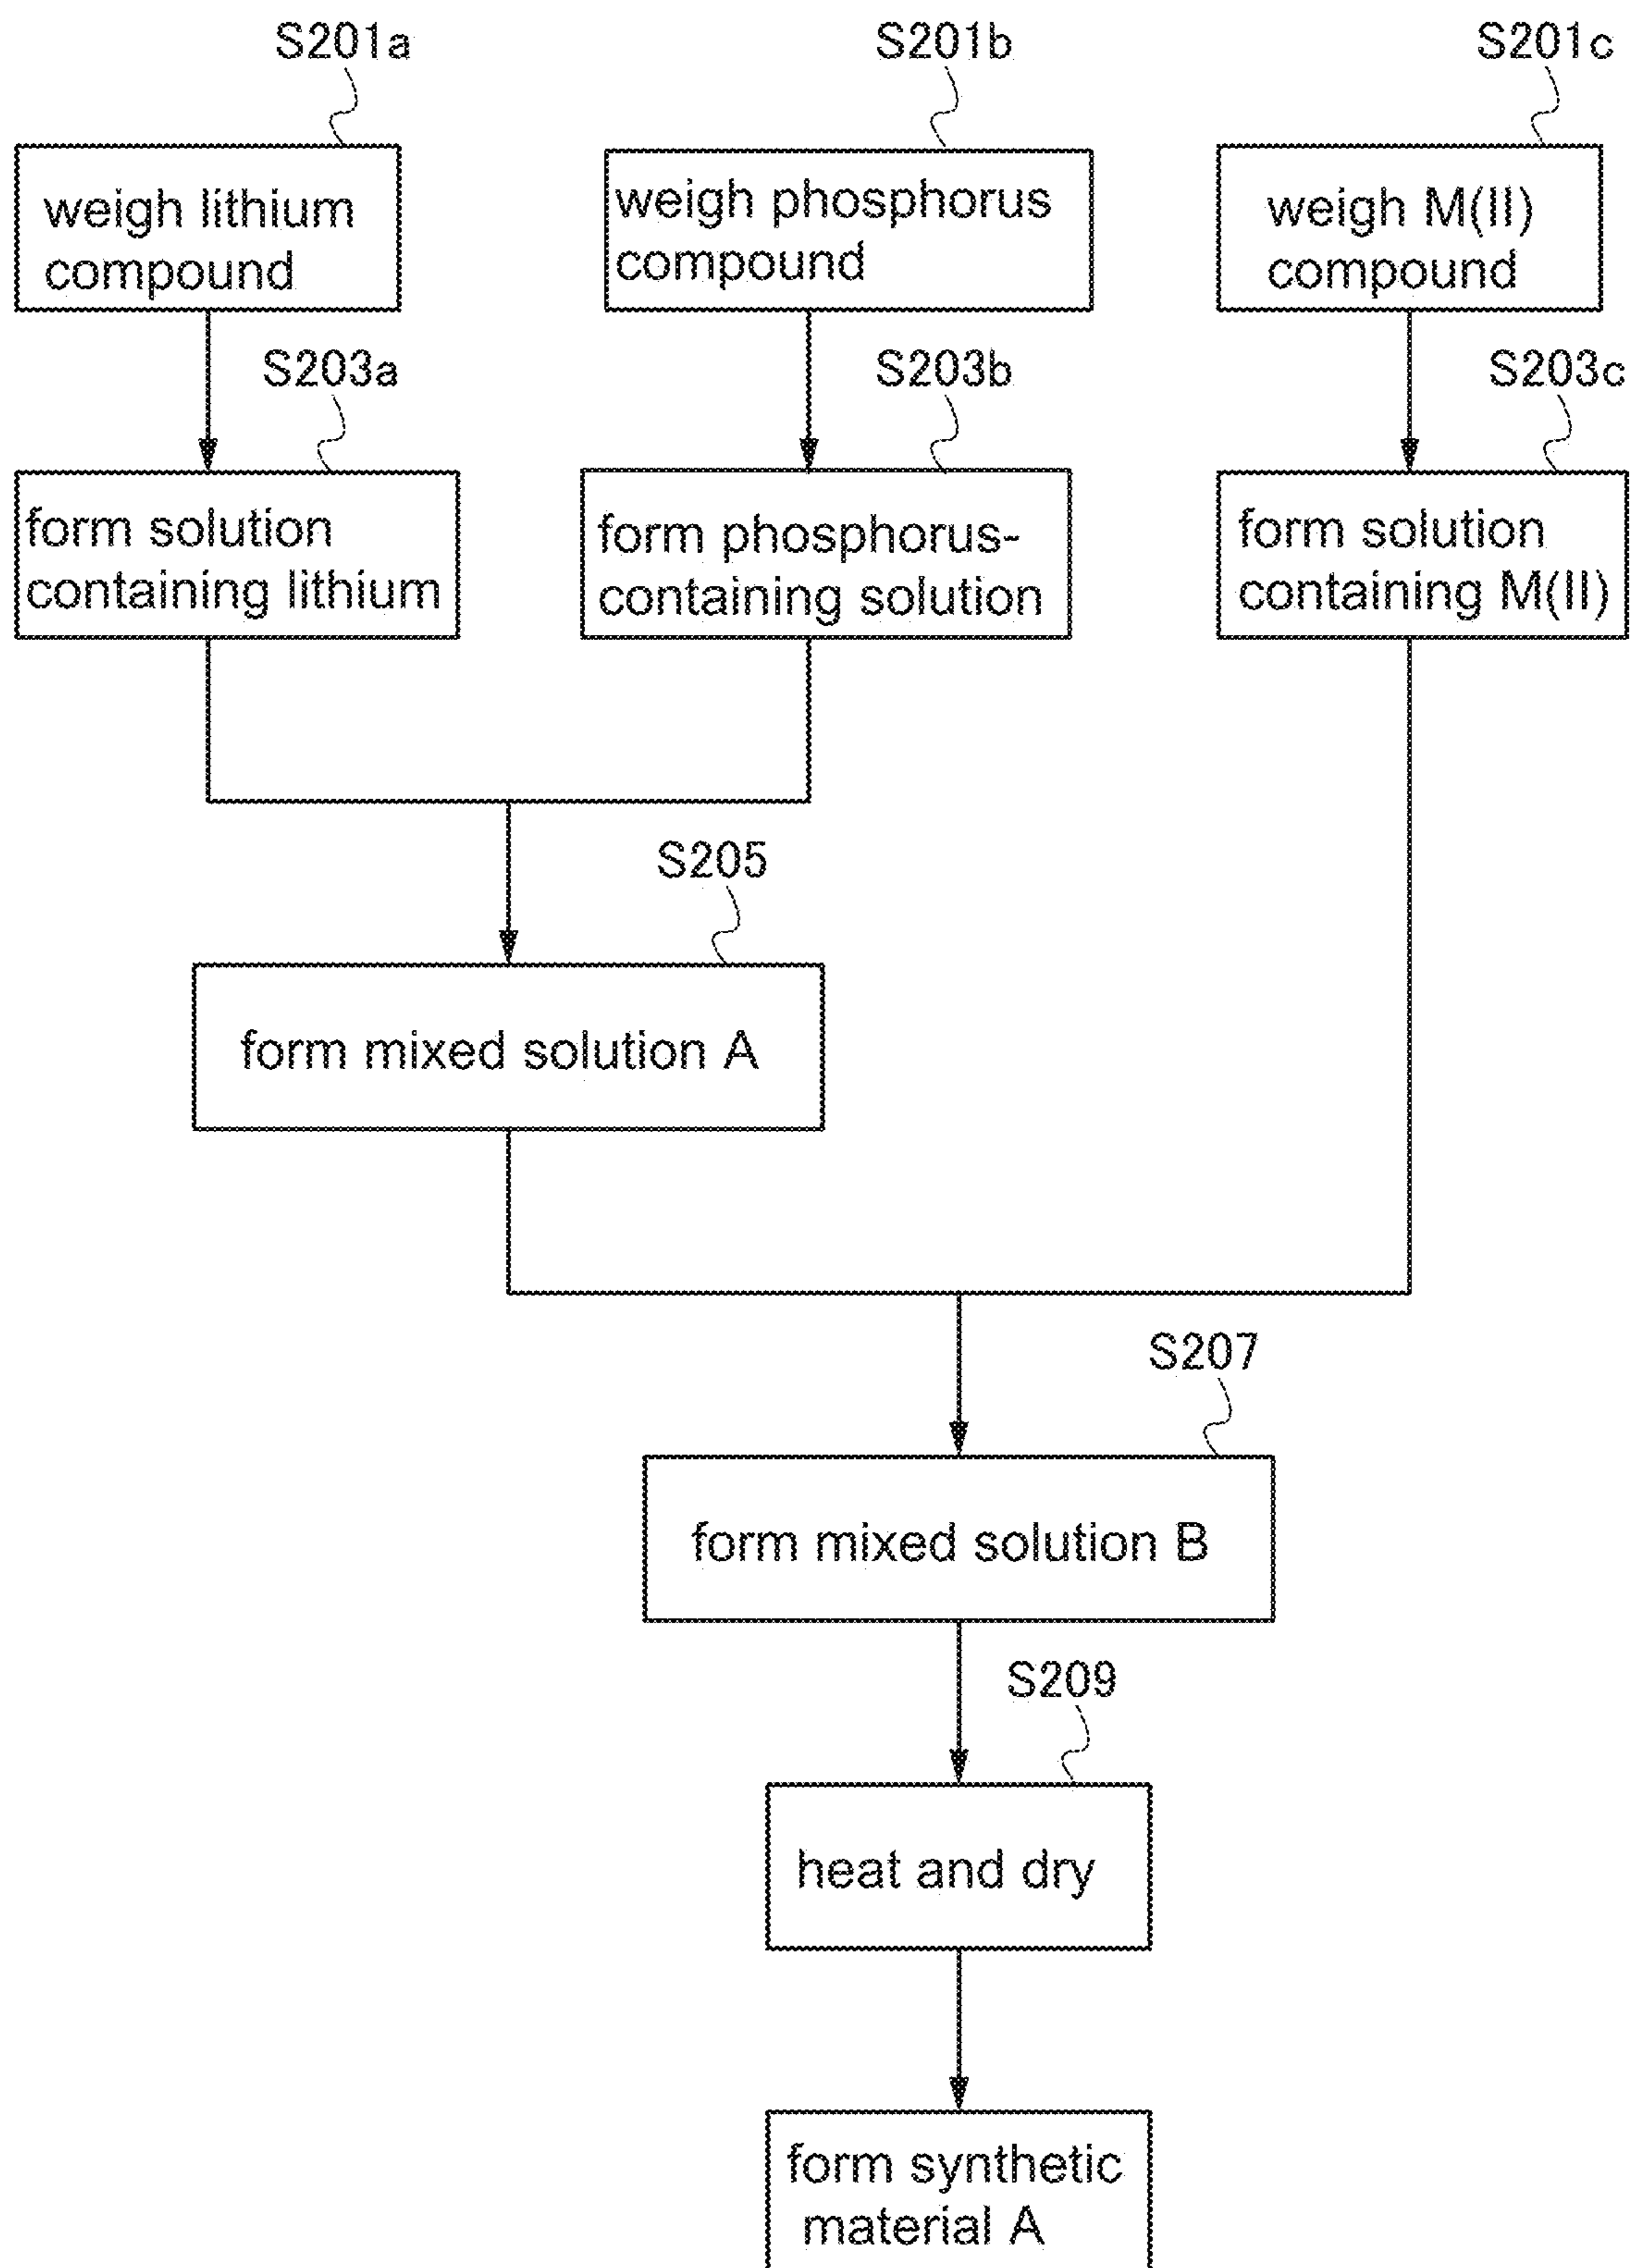 S201a
S201b
S201c
weigh lithium
compound
weigh phosphorus
compound
weigh M(II)
compound
S203a
S203b
S203c
form solution
containing lithium
form phosphorus-
containing solution
form solution
containing M(II)
S205
form mixed solution A
S207
form mixed solution B
S209
heat and dry
form synthetic
material A